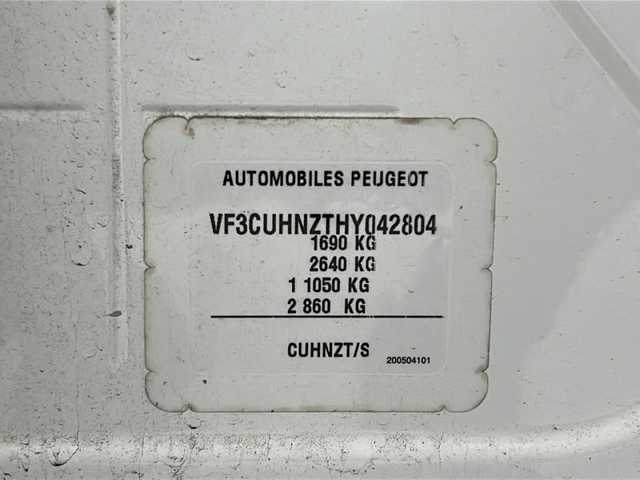 AUTOMOBILES PEUGEOT
VF3CUHNZTHY042804
1690 KG
2640 KG
1 1050 KG
2 860 KG
CUHNZT/S
200504101